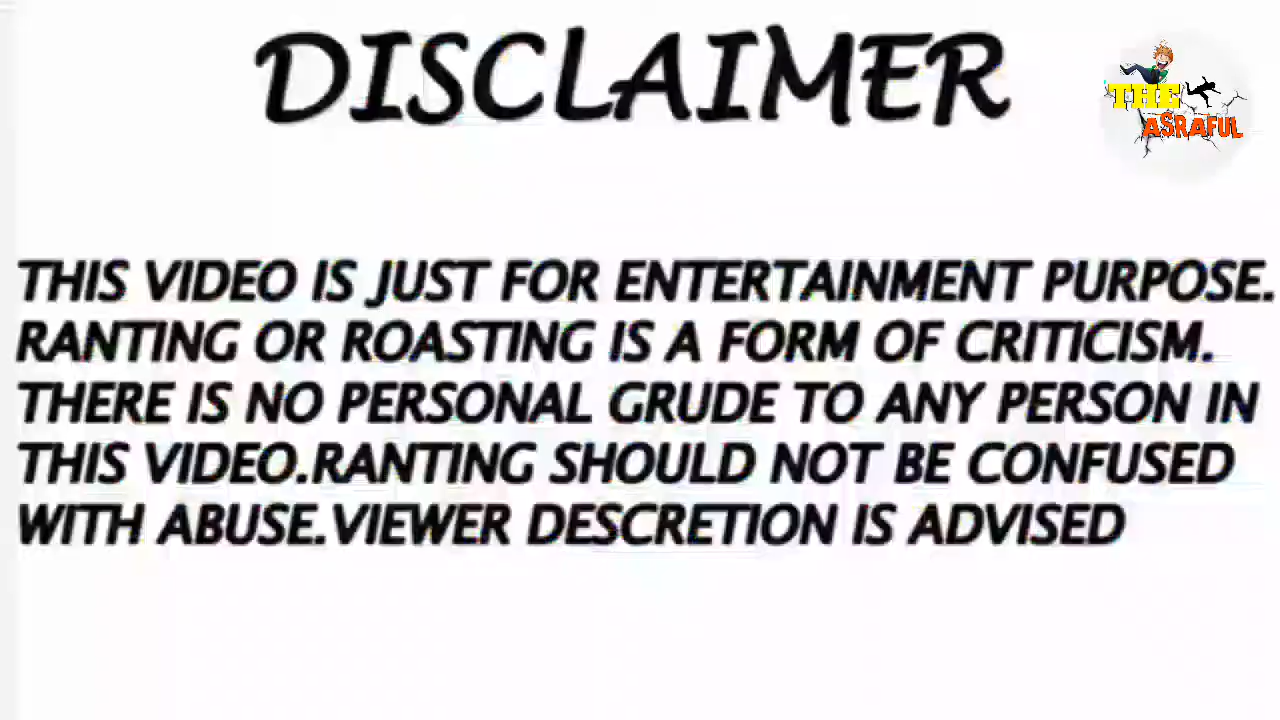 DISCLAIMER
THE
ASRAFUL
THIS VIDEO IS JUST FOR ENTERTAINMENT PURPOSE.
RANTING OR ROASTING IS A FORM OF CRITICISM.
THERE IS NO PERSONAL GRUDE TO ANY PERSON IN
THIS VIDEO.RANTING SHOULD NOT BE CONFUSED
WITH ABUSE.VIEWER DESCRETION IS ADVISED